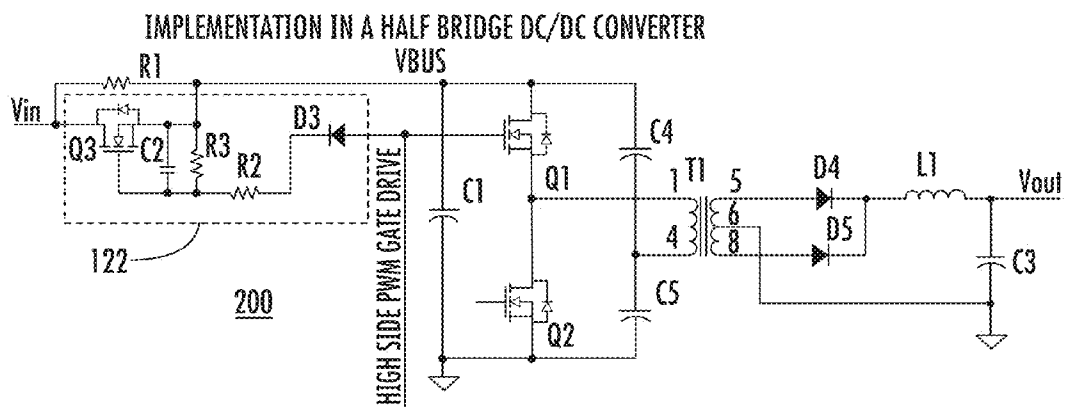 IMPLEMENTATION IN A HALF BRIDGE DC/DC CONVERTER
R1
VBUS
Vin
D3
Q3
C2
R3
R2
C4
C1
Q1
T1
1
5
D4
L1
Vout
6
4
8
D5
C3
122
200
HIGH SIDE PWM GATE DRIVE
C5
Q2